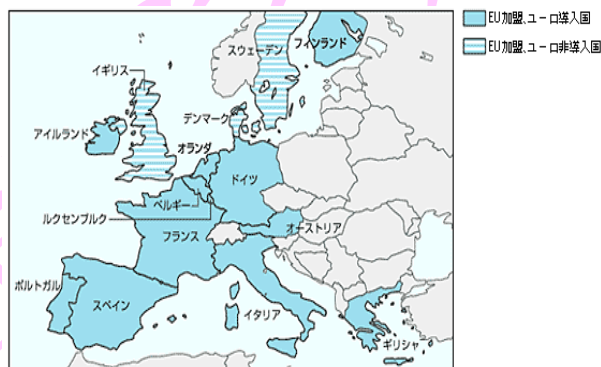 EU加盟、ユーロ導入国
EU加盟、ユーロ非導入国
スウェーデン
フィンランド
イギリス
デンマーク
アイルランド
オランダ
ドイツ
ベルギー
ルクセンブルク
フランス
オーストリア
ポルトガル
スペイン
イタリア
ギリシャ